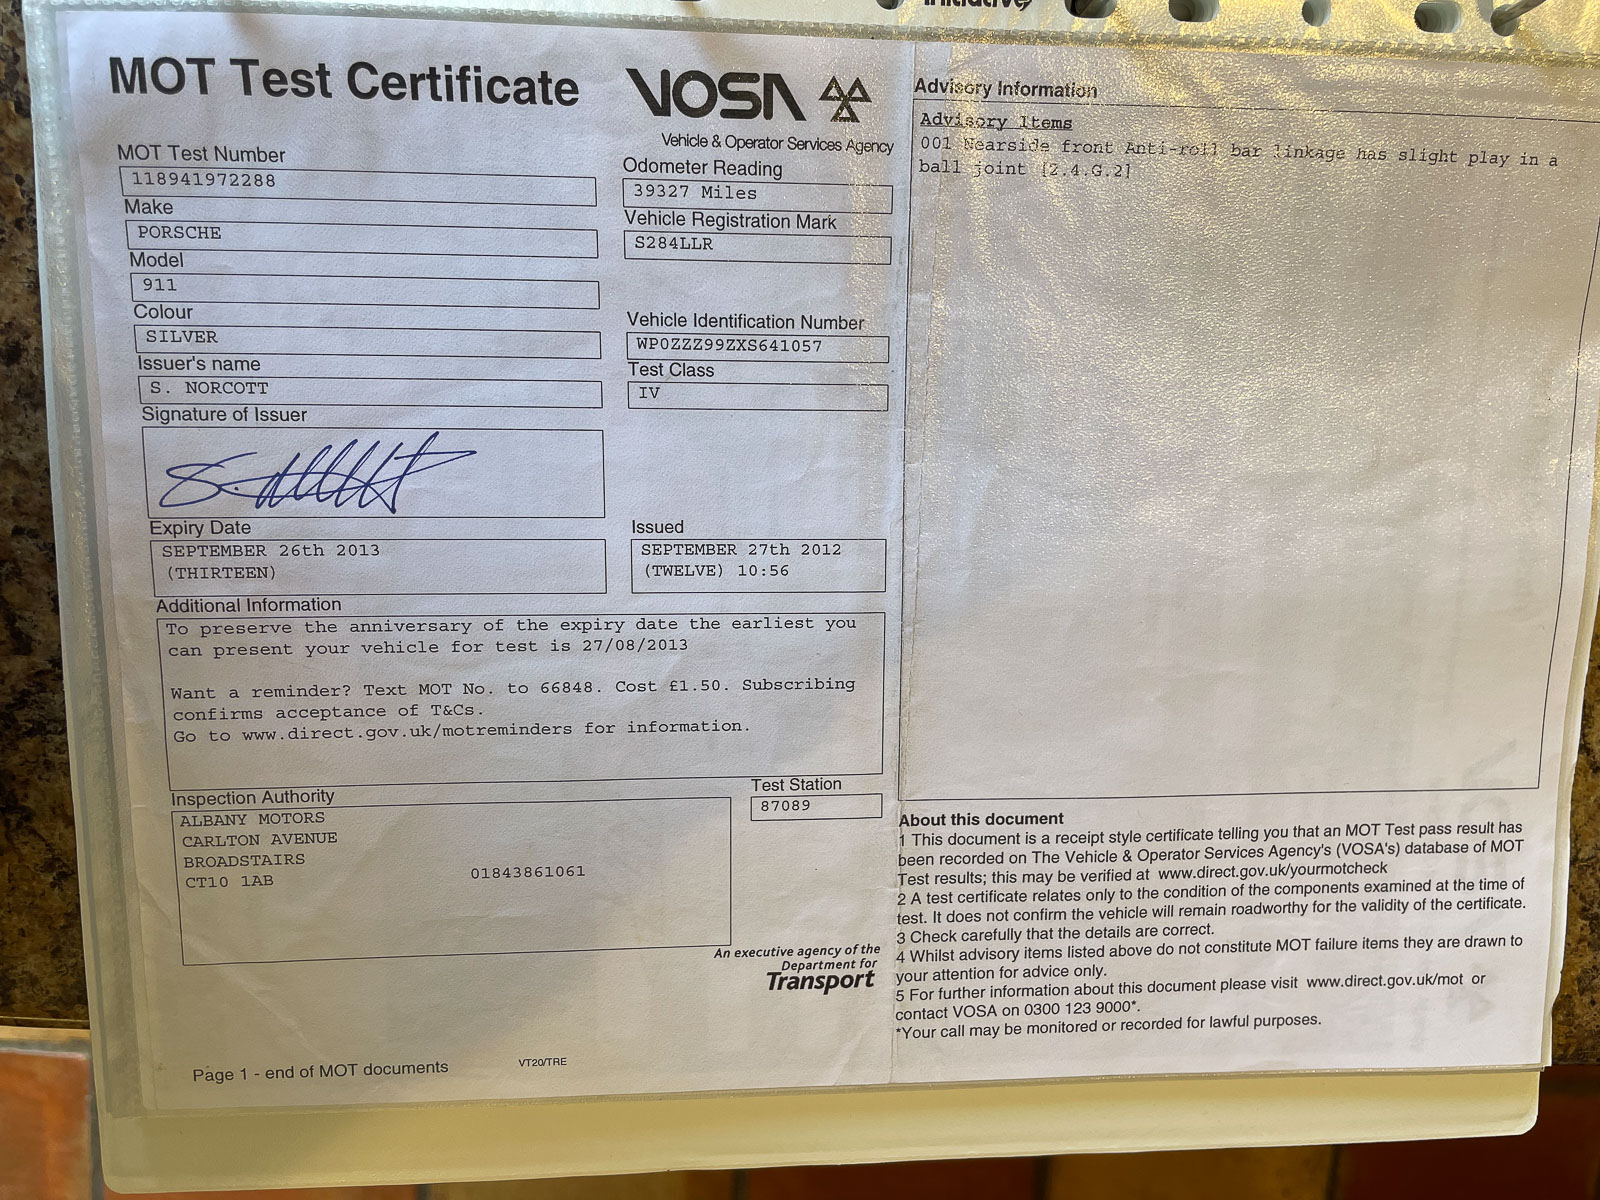 MOT Test Certificate
VOSA
Vehicle & Operator Services Agency
MOT Test Number
118941972288
Make
PORSCHE
Model
911
Colour
SILVER
Issuer's name
S. NORCOTT
Signature of Issuer
Odometer Reading
39327 Miles
Vehicle Registration Mark
S284LLR
Vehicle Identification Number
WP0ZZZ99ZXS641057
Test Class
IV
Expiry Date
SEPTEMBER 26th 2013
(THIRTEEN)
Issued
SEPTEMBER 27th 2012
(TWELVE) 10:56
Additional Information
To preserve the anniversary of the expiry date the earliest you
can present your vehicle for test is 27/08/2013
Want a reminder? Text MOT No. to 66848. Cost £1.50. Subscribing
confirms acceptance of T&Cs.
Go to www.direct.gov.uk/motreminders for information.
Inspection Authority
ALBANY MOTORS
CARLTON AVENUE
BROADSTAIRS
CT10 1AB
01843861061
Test Station
87089
An executive agency of the
Department for
Transport
Page 1 - end of MOT documents
VT20/TRE
initiative
Advisory Information
Advisory Items
001 Nearside front Anti-roll bar linkage has slight play in a
ball joint [2.4.G.2]
About this document
1 This document is a receipt style certificate telling you that an MOT Test pass result has
been recorded on The Vehicle & Operator Services Agency's (VOSA's) database of MOT
Test results; this may be verified at www.direct.gov.uk/yourmotcheck
2 A test certificate relates only to the condition of the components examined at the time of
test. It does not confirm the vehicle will remain roadworthy for the validity of the certificate.
3 Check carefully that the details are correct.
4 Whilst advisory items listed above do not constitute MOT failure items they are drawn to
your attention for advice only.
5 For further information about this document please visit www.direct.gov.uk/mot or
contact VOSA on 0300 123 9000*.
*Your call may be monitored or recorded for lawful purposes.